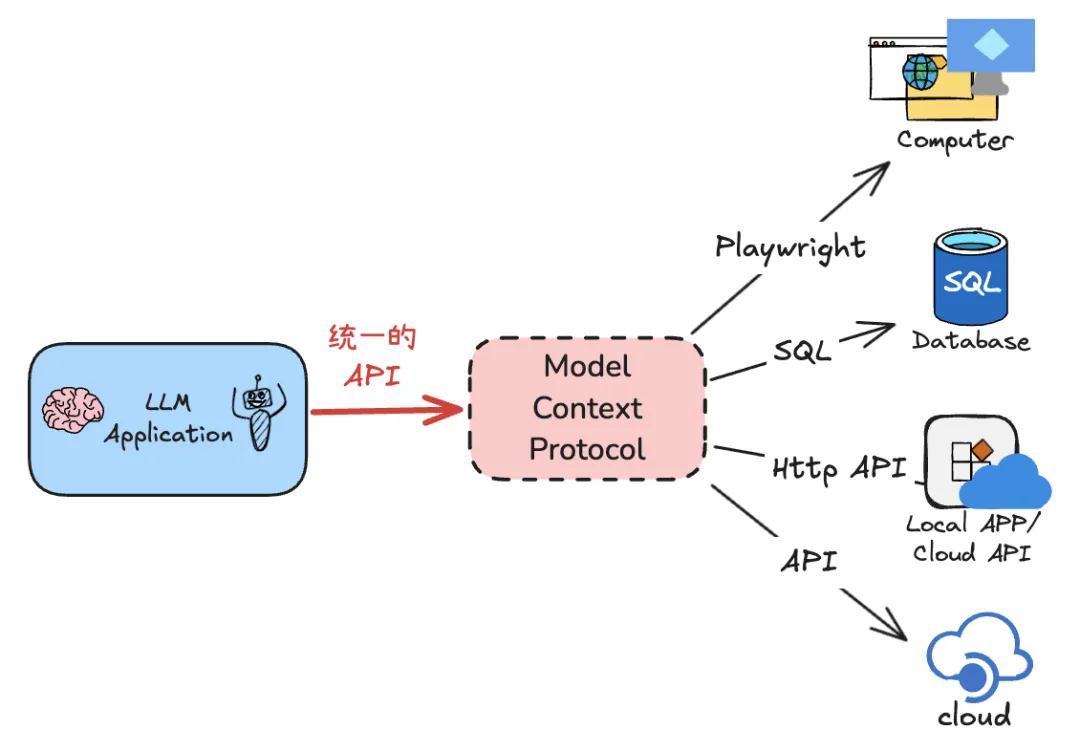 LLM
Application
统一的
API
Model
Context
Protocol
Playwright
SQL
Http API
API
Computer
SQL
Database
Local APP/
Cloud API
cloud